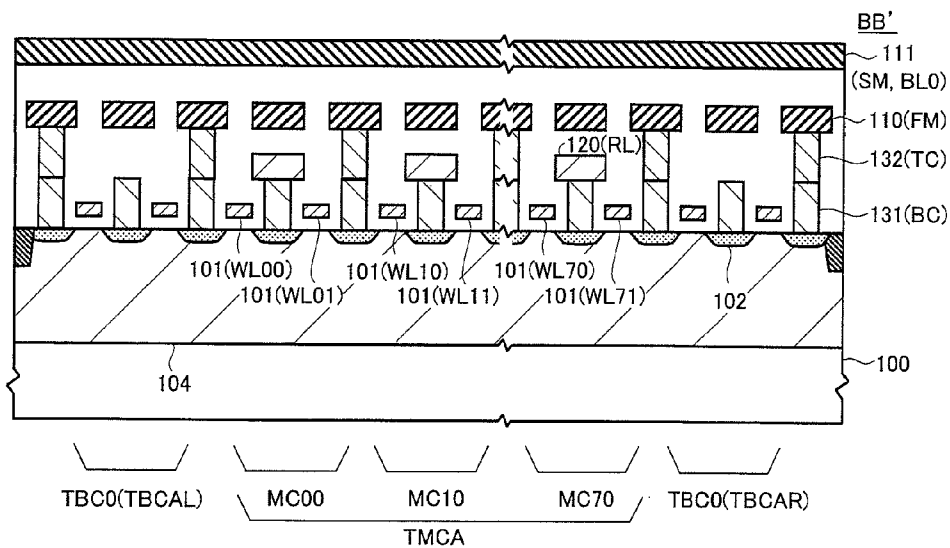 BB'
111
(SM, BL0)
110(FM)
120(RL)
132(TC)
131(BC)
101(WL00)
101(WL10)
101(WL70)
101(WL01)
101(WL11)
101(WL71)
102
104
100
TBC0(TBCAL)
MC00
MC10
MC70
TBC0(TBCAR)
TMCA